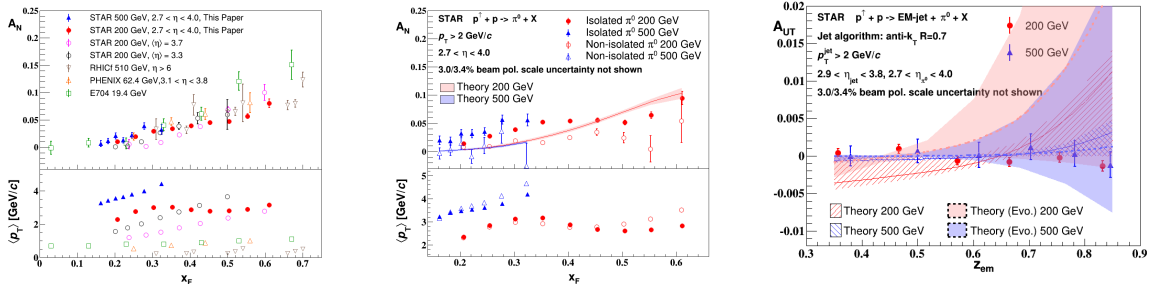 A_N
STAR 500 GeV, 2.7 < η < 4.0, This Paper
STAR 200 GeV, 2.7 < η < 4.0, This Paper
STAR 200 GeV, ⟨η⟩ = 3.7
STAR 200 GeV, ⟨η⟩ = 3.3
RHICf 510 GeV, η > 6
PHENIX 62.4 GeV,3.1 < η < 3.8
E704 19.4 GeV
0.2
0.15
0.1
0.05
0
⟨p_T⟩ [GeV/c]
4
2
0
0 0.1 0.2 0.3 0.4 0.5 0.6 0.7
x_F
A_N
STAR p↑ + p → π⁰ + X
p_T > 2 GeV/c
2.7 < η < 4.0
3.0/3.4% beam pol. scale uncertainty not shown
Isolated π⁰ 200 GeV
Isolated π⁰ 500 GeV
Non-isolated π⁰ 200 GeV
Non-isolated π⁰ 500 GeV
Theory 200 GeV
Theory 500 GeV
0.2
0.15
0.1
0.05
0
⟨p_T⟩ [GeV/c]
5
4
3
2
0.2 0.3 0.4 0.5 0.6
x_F
A_UT
STAR p↑ + p -> EM-jet + π⁰ + X
Jet algorithm: anti-k_T R=0.7
p_T^jet > 2 GeV/c
2.9 < η_jet < 3.8, 2.7 < η_π⁰ < 4.0
3.0/3.4% beam pol. scale uncertainty not shown
200 GeV
500 GeV
0.02
0.015
0.01
0.005
0
−0.005
−0.01
Theory 200 GeV
Theory 500 GeV
Theory (Evo.) 200 GeV
Theory (Evo.) 500 GeV
0.3 0.4 0.5 0.6 0.7 0.8 0.9
z_em